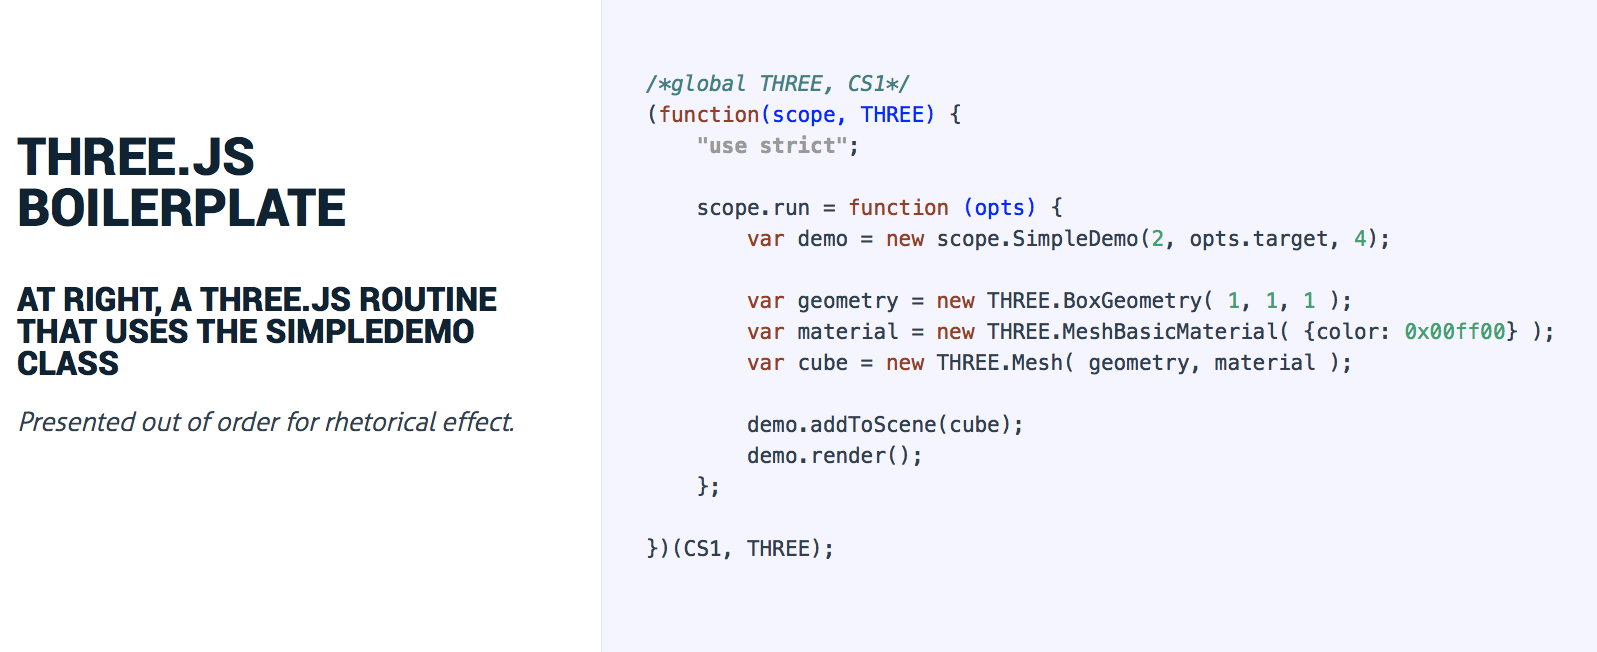 THREE.JS
BOILERPLATE
AT RIGHT, A THREE.JS ROUTINE
THAT USES THE SIMPLEDEMO
CLASS
Presented out of order for rhetorical effect.
/*global THREE, CS1*/
(function(scope, THREE) {
    "use strict";

    scope.run = function (opts) {
        var demo = new scope.SimpleDemo(2, opts.target, 4);

        var geometry = new THREE.BoxGeometry( 1, 1, 1 );
        var material = new THREE.MeshBasicMaterial( {color: 0x00ff00} );
        var cube = new THREE.Mesh( geometry, material );

        demo.addToScene(cube);
        demo.render();
    };

})(CS1, THREE);